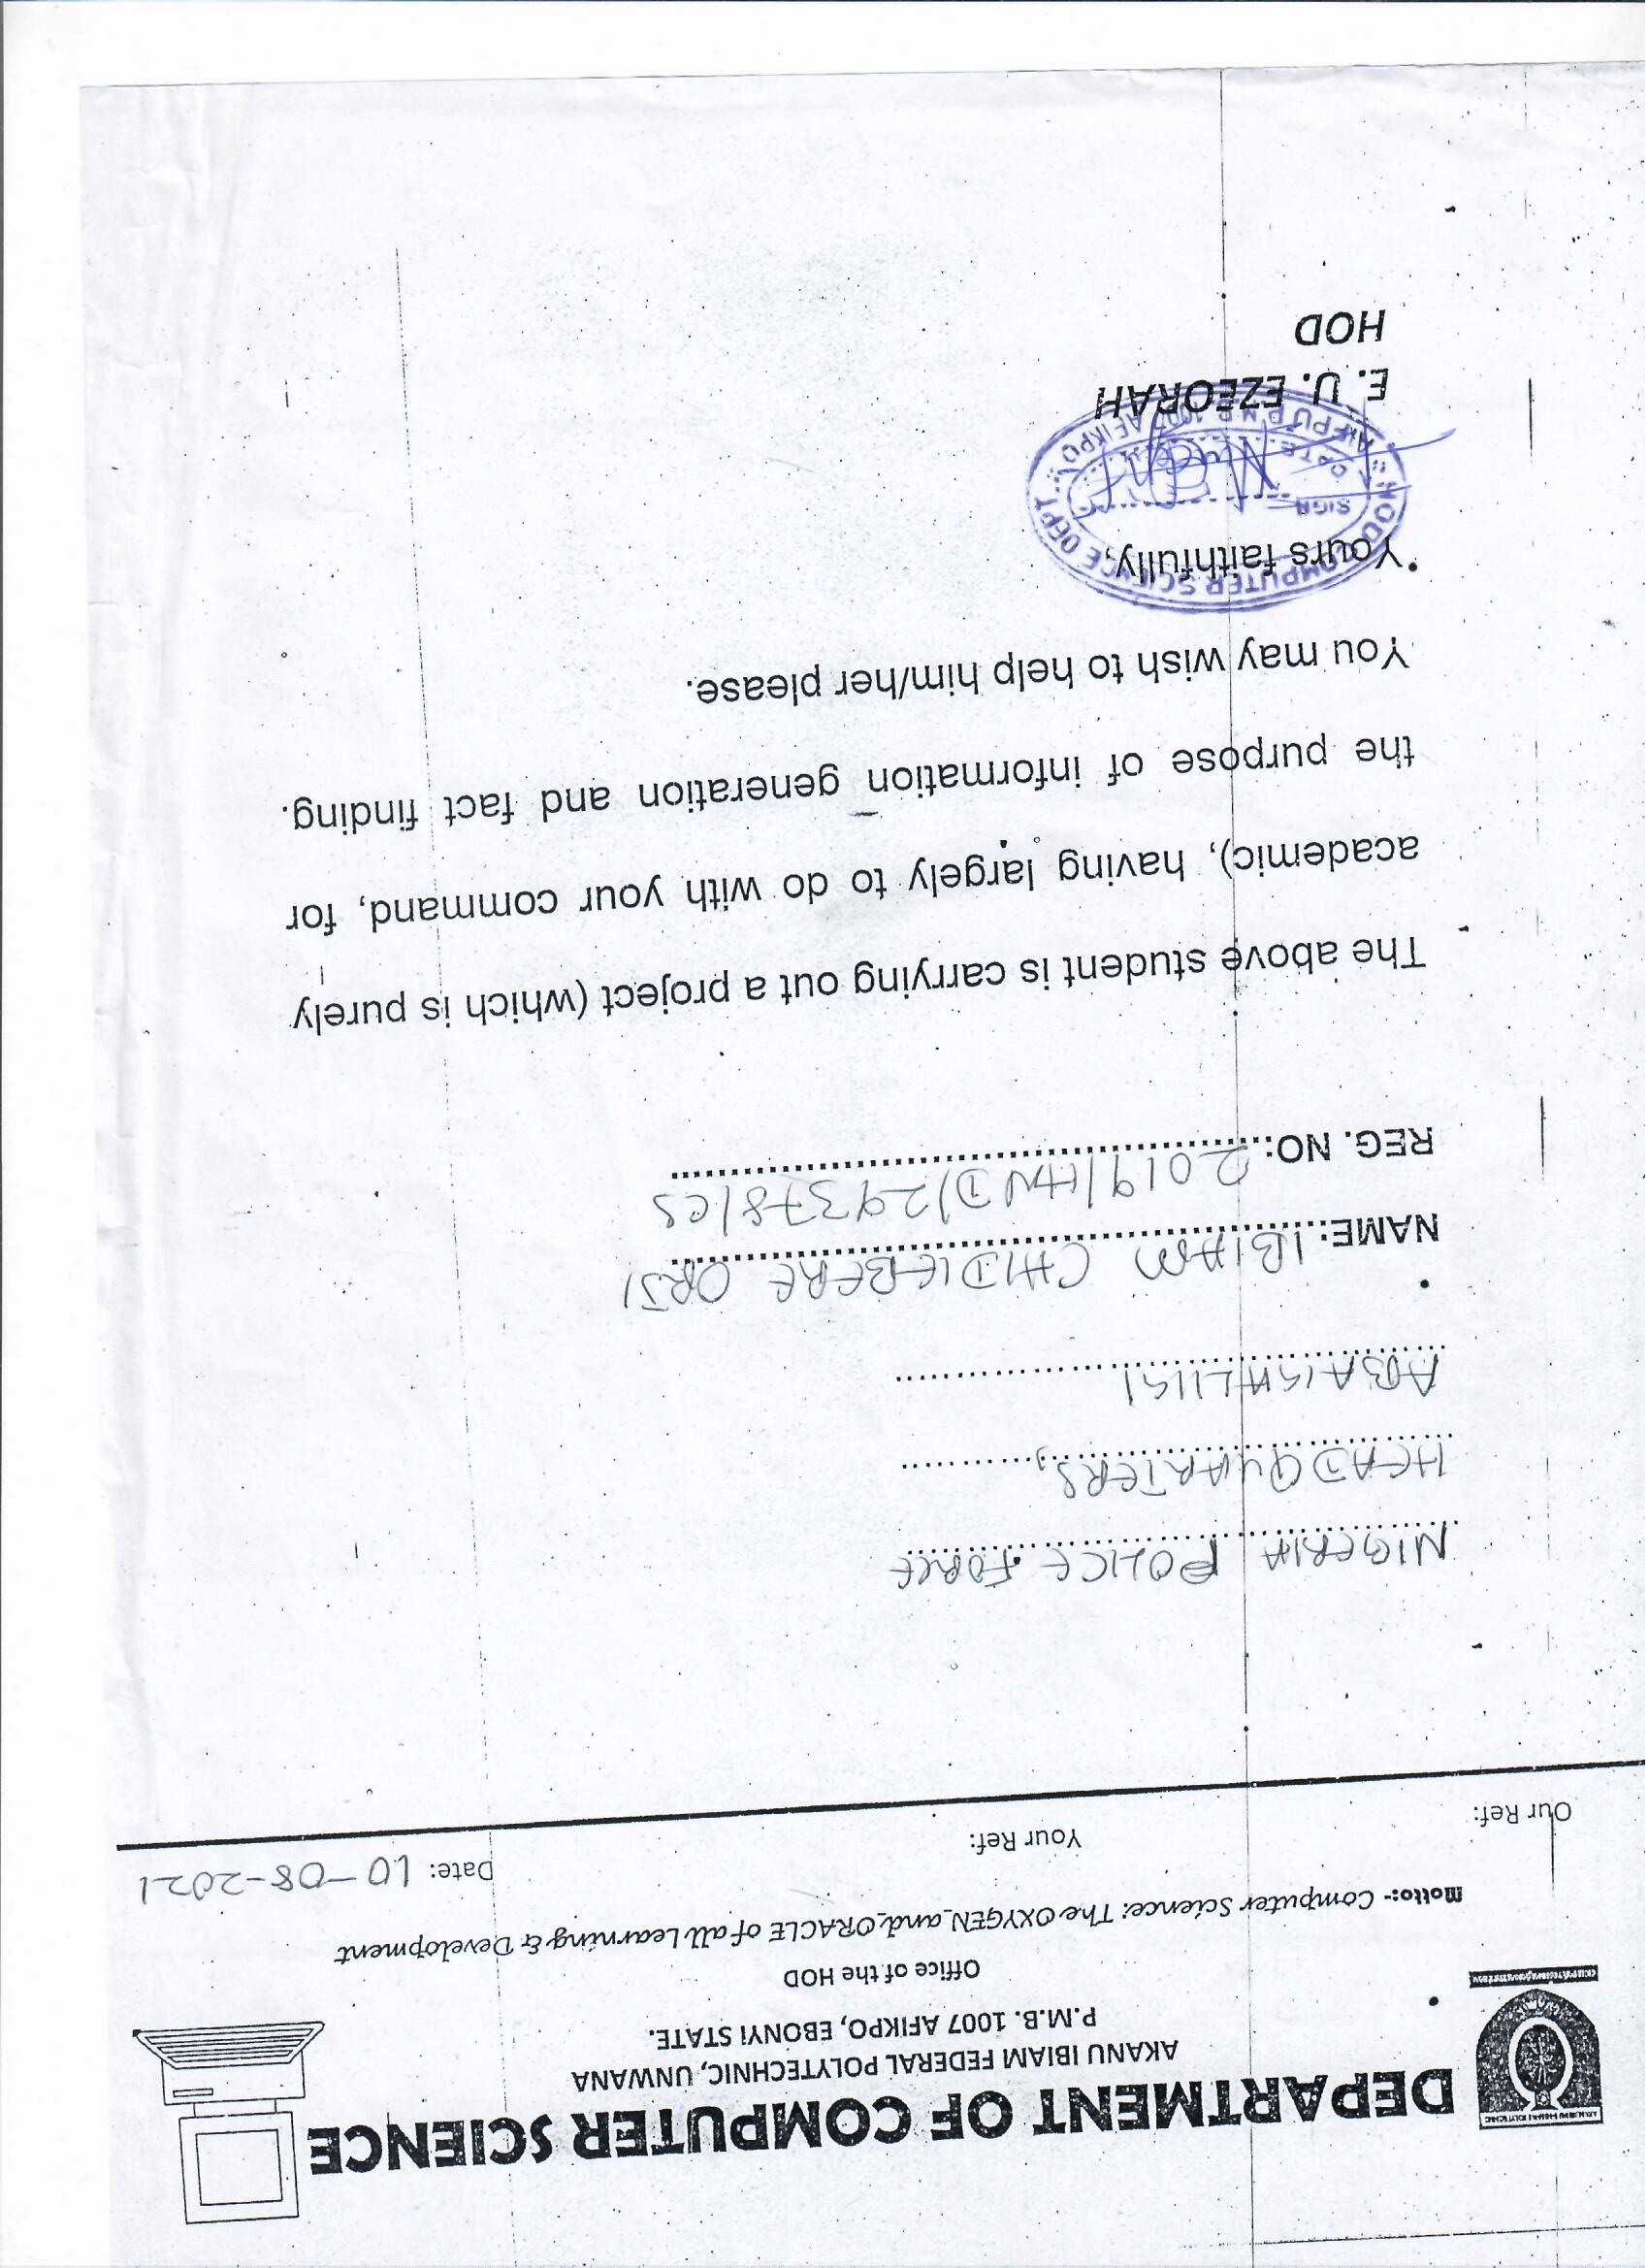 DEPARTMENT OF COMPUTER SCIENCE
AKANU IBIAM FEDERAL POLYTECHNIC, UNWANA
P.M.B. 1007 AFIKPO, EBONYI STATE.
Office of the HOD
Motto:- Computer Science: The OXYGEN and ORACLE of all Learning & Development
Date: 10-08-2021
Your Ref:
Our Ref:
NIGERIA POLICE FORCE
HEADQUARTERS,
ABAKALIKI
NAME: IBIAM CHIDIEBERE ORJI
REG. NO: 2019/HND/29378/CS
The above student is carrying out a project (which is purely
academic), having largely to do with your command, for
the purpose of information generation and fact finding.
You may wish to help him/her please.
Yours faithfully,
HOD COMPUTER SCIENCE DEPT.
SIGN
DATE
AIFPU P.M.B. 1007 AFIKPO
E. U. EZEORAH
HOD